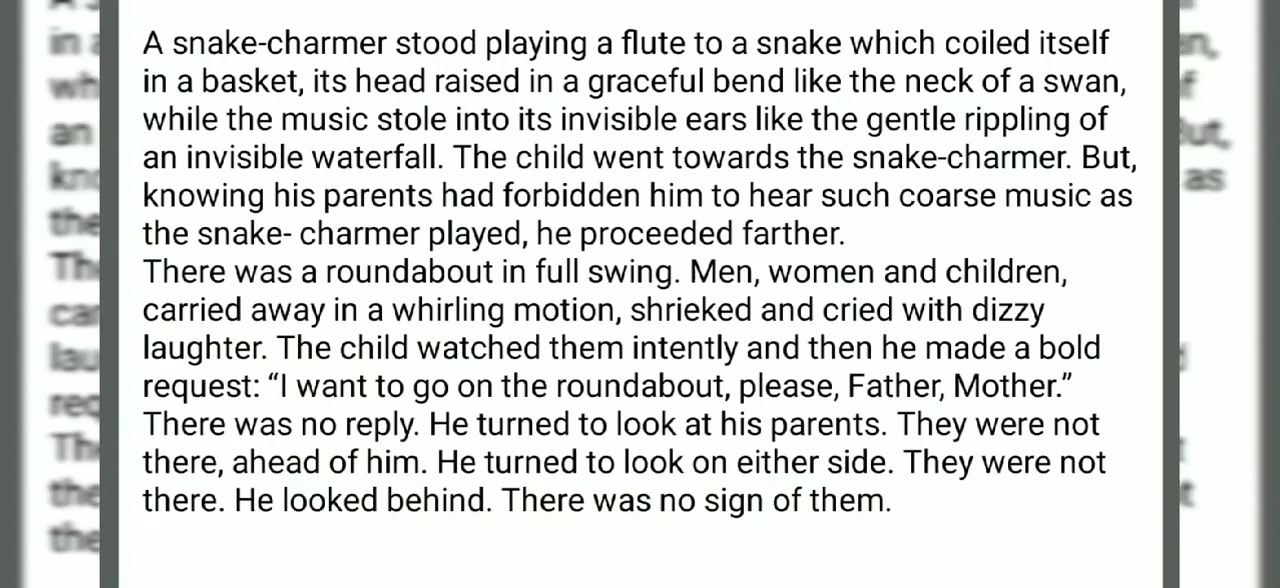 A snake-charmer stood playing a flute to a snake which coiled itself
in a basket, its head raised in a graceful bend like the neck of a swan,
while the music stole into its invisible ears like the gentle rippling of
an invisible waterfall. The child went towards the snake-charmer. But,
knowing his parents had forbidden him to hear such coarse music as
the snake- charmer played, he proceeded farther.
There was a roundabout in full swing. Men, women and children,
carried away in a whirling motion, shrieked and cried with dizzy
laughter. The child watched them intently and then he made a bold
request: “I want to go on the roundabout, please, Father, Mother.”
There was no reply. He turned to look at his parents. They were not
there, ahead of him. He turned to look on either side. They were not
there. He looked behind. There was no sign of them.